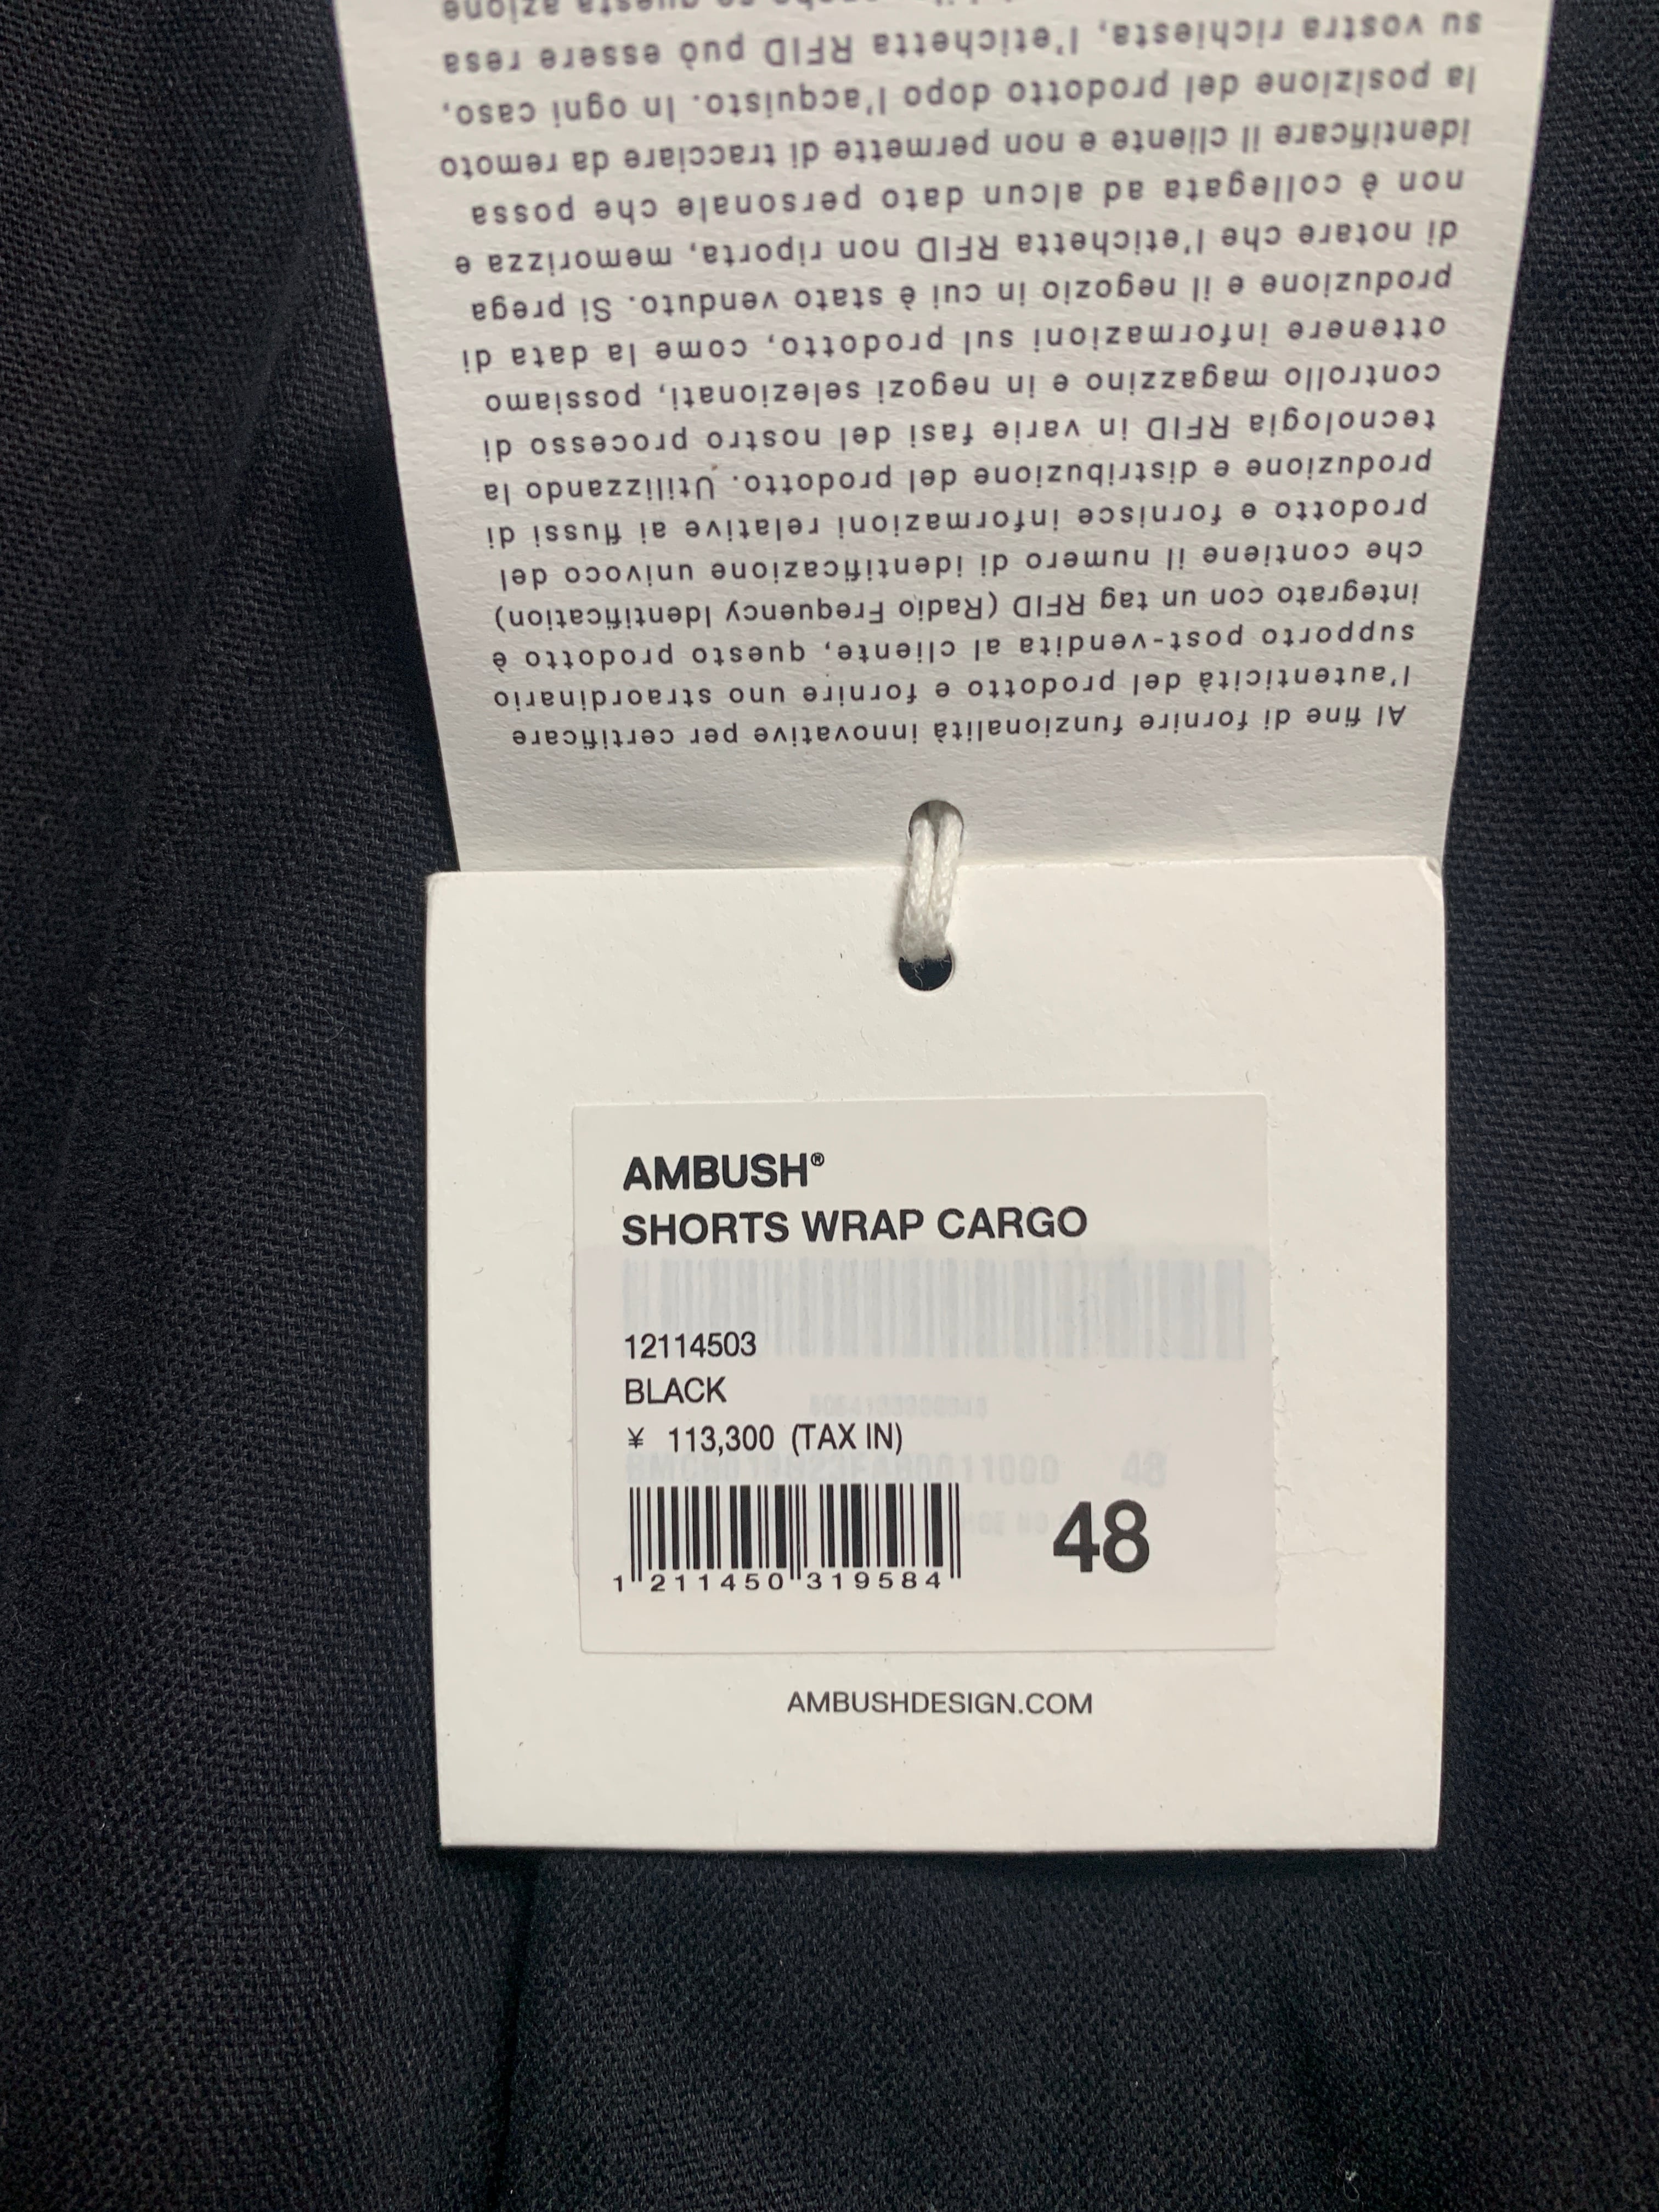 Al fine di fornire funzionalità innovative per certificare
l'autenticità del prodotto e fornire uno straordinario
supporto post-vendita al cliente, questo prodotto è
integrato con un tag RFID (Radio Frequency Identification)
che contiene il numero di identificazione univoco del
prodotto e fornisce informazioni relative ai flussi di
produzione e distribuzione del prodotto. Utilizzando la
tecnologia RFID in varie fasi del nostro processo di
controllo magazzino e in negozi selezionati, possiamo
ottenere informazioni sul prodotto, come la data di
produzione e il negozio in cui è stato venduto. Si prega
di notare che l'etichetta RFID non riporta, memorizza e
non è collegata ad alcun dato personale che possa
identificare il cliente e non permette di tracciare da remoto
la posizione del prodotto dopo l'acquisto. In ogni caso,
su vostra richiesta, l'etichetta RFID può essere resa
questa azione
AMBUSH®
SHORTS WRAP CARGO
12114503
BLACK
¥ 113,300 (TAX IN)
1 211450 319584
48
AMBUSHDESIGN.COM